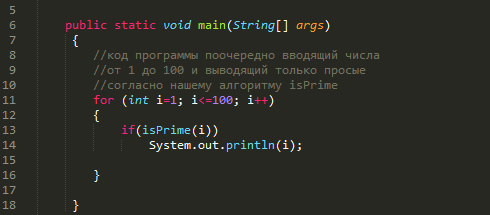 5
6 public static void main(String[] args)
7 {
8 //код программы поочередно вводящий числа
9 //от 1 до 100 и выводящий только просые
10 //согласно нашему алгоритму isPrime
11 for (int i=1; i<=100; i++)
12 {
13 if(isPrime(i))
14 System.out.println(i);
15
16 }
17
18 }